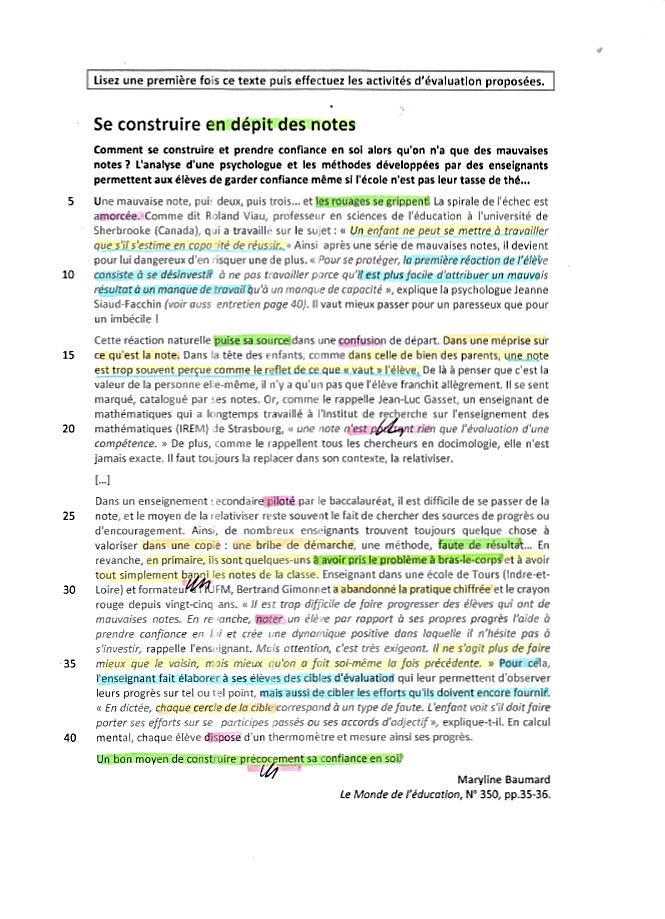 Lisez une première fois ce texte puis effectuez les activités d'évaluation proposées.
Se construire en dépit des notes
Comment se construire et prendre confiance en soi alors qu'on n'a que des mauvaises
notes ? L'analyse d'une psychologue et les méthodes développées par des enseignants
permettent aux élèves de garder confiance même si l'école n'est pas leur tasse de thé...
5 Une mauvaise note, puis deux, puis trois... et les rouages se grippent. La spirale de l'échec est
amorcée. Comme dit Roland Viau, professeur en sciences de l'éducation à l'université de
Sherbrooke (Canada), qui a travaillé sur le sujet : « Un enfant ne peut se mettre à travailler
que s'il s'estime en capacité de réussir. » Ainsi après une série de mauvaises notes, il devient
pour lui dangereux d'en risquer une de plus. « Pour se protéger, la première réaction de l'élève
10 consiste à se désinvestir à ne pas travailler parce qu'il est plus facile d'attribuer un mauvais
résultat à un manque de travail qu'à un manque de capacité », explique la psychologue Jeanne
Siaud-Facchin (voir auss entretien page 40). Il vaut mieux passer pour un paresseux que pour
un imbécile !
Cette réaction naturelle puise sa source dans une confusion de départ. Dans une méprise sur
15 ce qu'est la note. Dans la tête des enfants, comme dans celle de bien des parents, une note
est trop souvent perçue comme le reflet de ce que « vaut » l'élève. De là à penser que c'est la
valeur de la personne elle-même, il n'y a qu'un pas que l'élève franchit allègrement. Il se sent
marqué, catalogué par ses notes. Or, comme le rappelle Jean-Luc Gasset, un enseignant de
mathématiques qui a longtemps travaillé à l'Institut de recherche sur l'enseignement des
20 mathématiques (IREM) de Strasbourg, « une note n'est pourtant rien que l'évaluation d'une
compétence. » De plus, comme le rappellent tous les chercheurs en docimologie, elle n'est
jamais exacte. Il faut toujours la replacer dans son contexte, la relativiser.
[...]
Dans un enseignement secondaire piloté par le baccalauréat, il est difficile de se passer de la
25 note, et le moyen de la relativiser reste souvent le fait de chercher des sources de progrès ou
d'encouragement. Ainsi, de nombreux enseignants trouvent toujours quelque chose à
valoriser dans une copie : une bribe de démarche, une méthode, faute de résultat... En
revanche, en primaire, ils sont quelques-uns à avoir pris le problème à bras-le-corps et à avoir
tout simplement banni les notes de la classe. Enseignant dans une école de Tours (Indre-et-
30 Loire) et formateur IUFM, Bertrand Gimonnet a abandonné la pratique chiffrée et le crayon
rouge depuis vingt-cinq ans. « Il est trop difficile de faire progresser des élèves qui ont de
mauvaises notes. En revanche, noter un élève par rapport à ses propres progrès l'aide à
prendre confiance en lui et crée une dynamique positive dans laquelle il n'hésite pas à
s'investir, rappelle l'enseignant. Mais attention, c'est très exigeant. Il ne s'agit plus de faire
35 mieux que le voisin, mais mieux qu'on a fait soi-même la fois précédente. » Pour cela,
l'enseignant fait élaborer à ses élèves des cibles d'évaluation qui leur permettent d'observer
leurs progrès sur tel ou tel point, mais aussi de cibler les efforts qu'ils doivent encore fournir.
« En dictée, chaque cercle de la cible correspond à un type de faute. L'enfant voit s'il doit faire
porter ses efforts sur se participes passés ou ses accords d'adjectif », explique-t-il. En calcul
40 mental, chaque élève dispose d'un thermomètre et mesure ainsi ses progrès.
Un bon moyen de construire précocement sa confiance en soi?
Maryline Baumard
Le Monde de l'éducation, N° 350, pp.35-36.